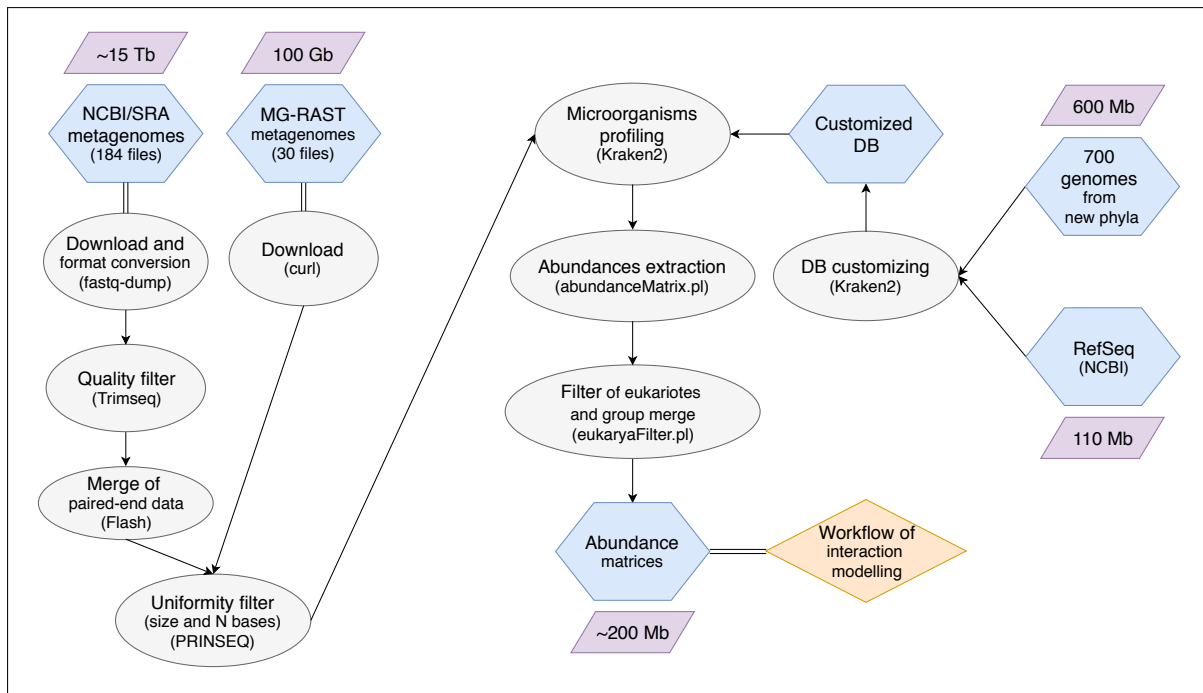 ~15 Tb
NCBI/SRA
metagenomes
(184 files)
Download and
format conversion
(fastq-dump)
Quality filter
(Trimseq)
Merge of
paired-end data
(Flash)
100 Gb
MG-RAST
metagenomes
(30 files)
Download
(curl)
Uniformity filter
(size and N bases)
(PRINSEQ)
Microorganisms
profiling
(Kraken2)
Abundances extraction
(abundanceMatrix.pl)
Filter of eukariotes
and group merge
(eukaryaFilter.pl)
Abundance
matrices
~200 Mb
Workflow of
interaction
modelling
Customized
DB
DB customizing
(Kraken2)
600 Mb
700
genomes
from
new phyla
RefSeq
(NCBI)
110 Mb